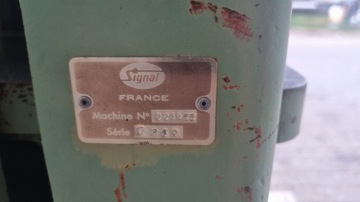 Signal
FRANCE
Machine N°
Série